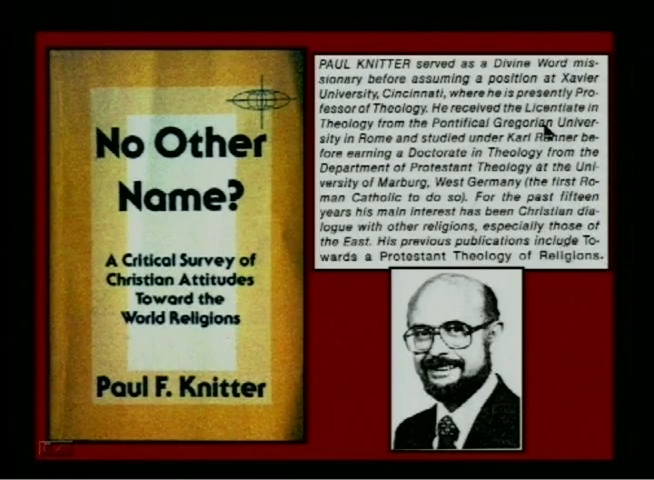 No Other
Name?
A Critical Survey of
Christian Attitudes
Toward the
World Religions
Paul F. Knitter
PAUL KNITTER served as a Divine Word mis-
sionary before assuming a position at Xavier
University, Cincinnati, where he is presently Pro-
fessor of Theology. He received the Licentiate in
Theology from the Pontifical Gregorian Univer-
sity in Rome and studied under Karl Rahner be-
fore earning a Doctorate in Theology from the
Department of Protestant Theology at the Uni-
versity of Marburg, West Germany (the first Ro-
man Catholic to do so). For the past fifteen
years his main interest has been Christian dia-
logue with other religions, especially those of
the East. His previous publications include To-
wards a Protestant Theology of Religions.